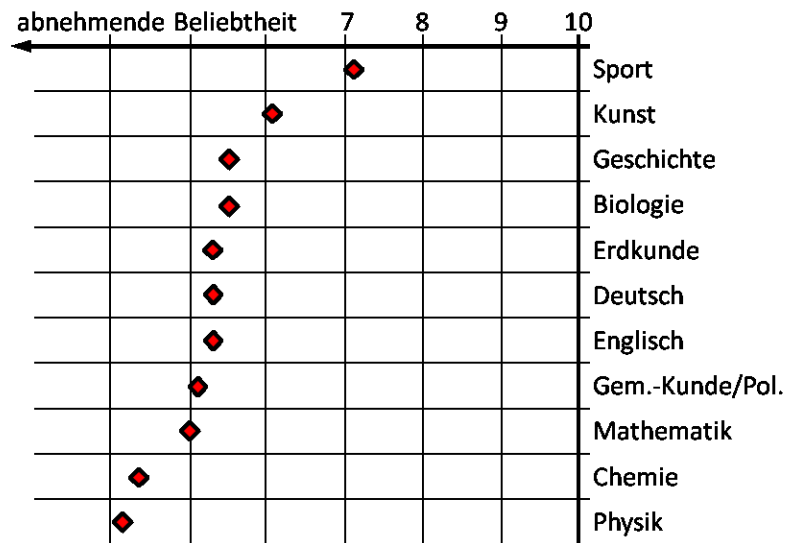 abnehmende Beliebtheit 7 8 9 10
Sport
Kunst
Geschichte
Biologie
Erdkunde
Deutsch
Englisch
Gem.-Kunde/Pol.
Mathematik
Chemie
Physik